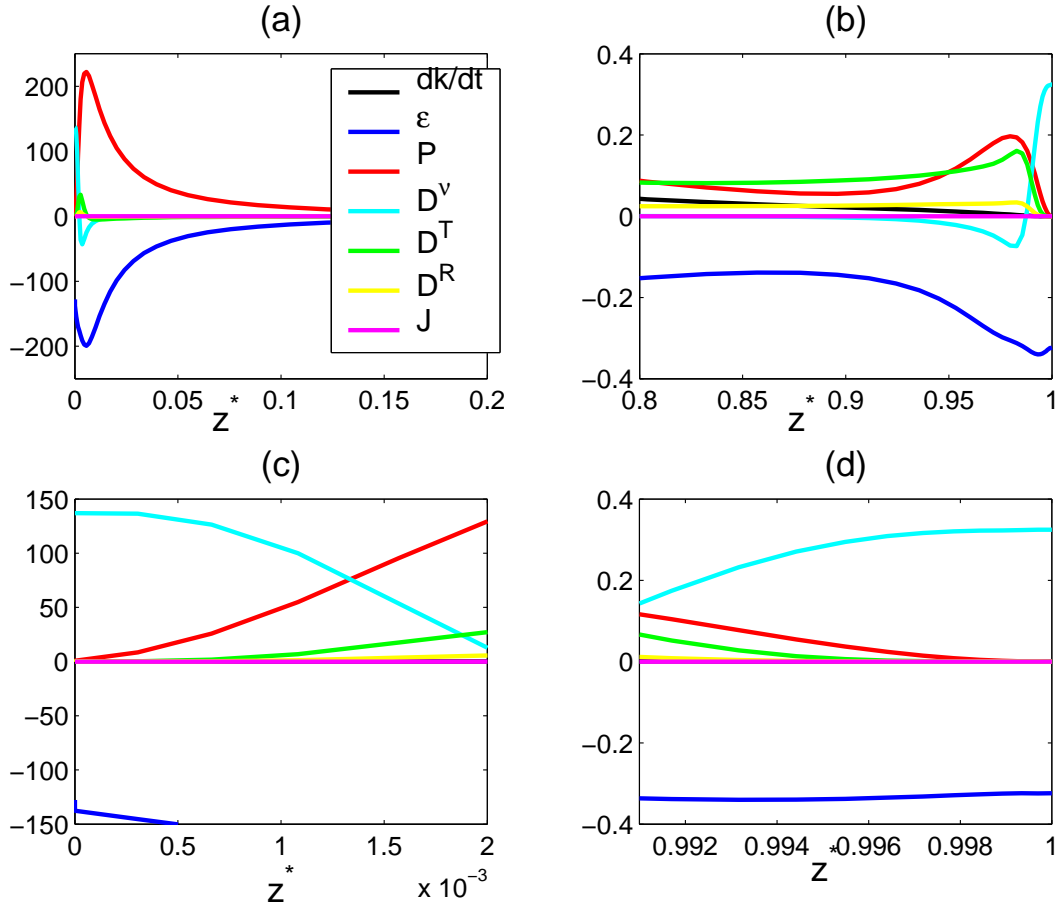 (a)
200
100
0
−100
−200
0
0.05
0.1
0.15
0.2
z*
dk/dt
ε
P
D^ν
D^T
D^R
J
(b)
0.4
0.2
0
−0.2
−0.4
0.8
0.85
0.9
0.95
1
z*
(c)
150
100
50
0
−50
−100
−150
0
0.5
1
1.5
2
z*
x 10^−3
(d)
0.4
0.2
0
−0.2
−0.4
0.992
0.994
0.996
0.998
1
z*